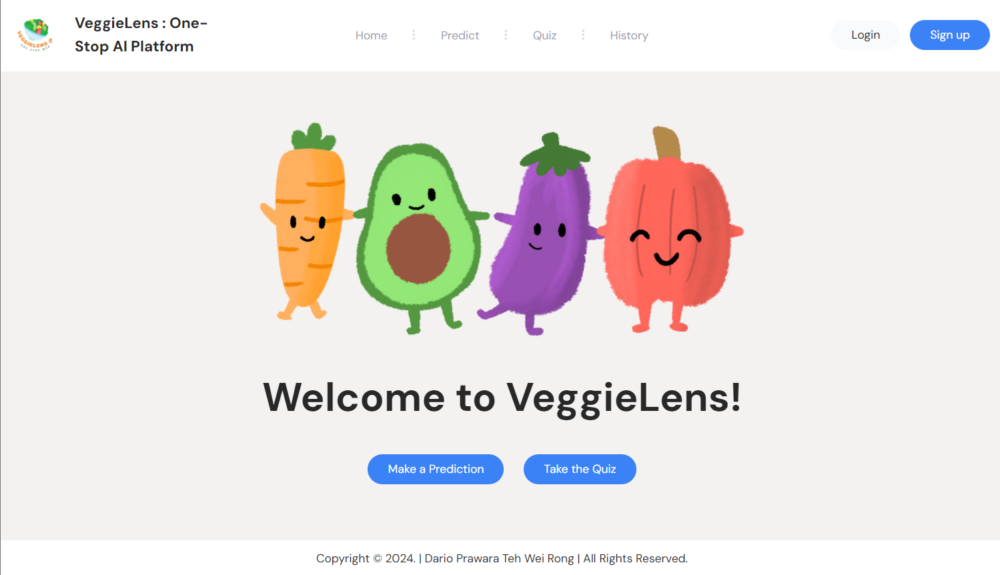 VEGGIELENS
VeggieLens : One-
Stop AI Platform
Home
Predict
Quiz
History
Login
Sign up
Welcome to VeggieLens!
Make a Prediction
Take the Quiz
Copyright © 2024. | Dario Prawara Teh Wei Rong | All Rights Reserved.